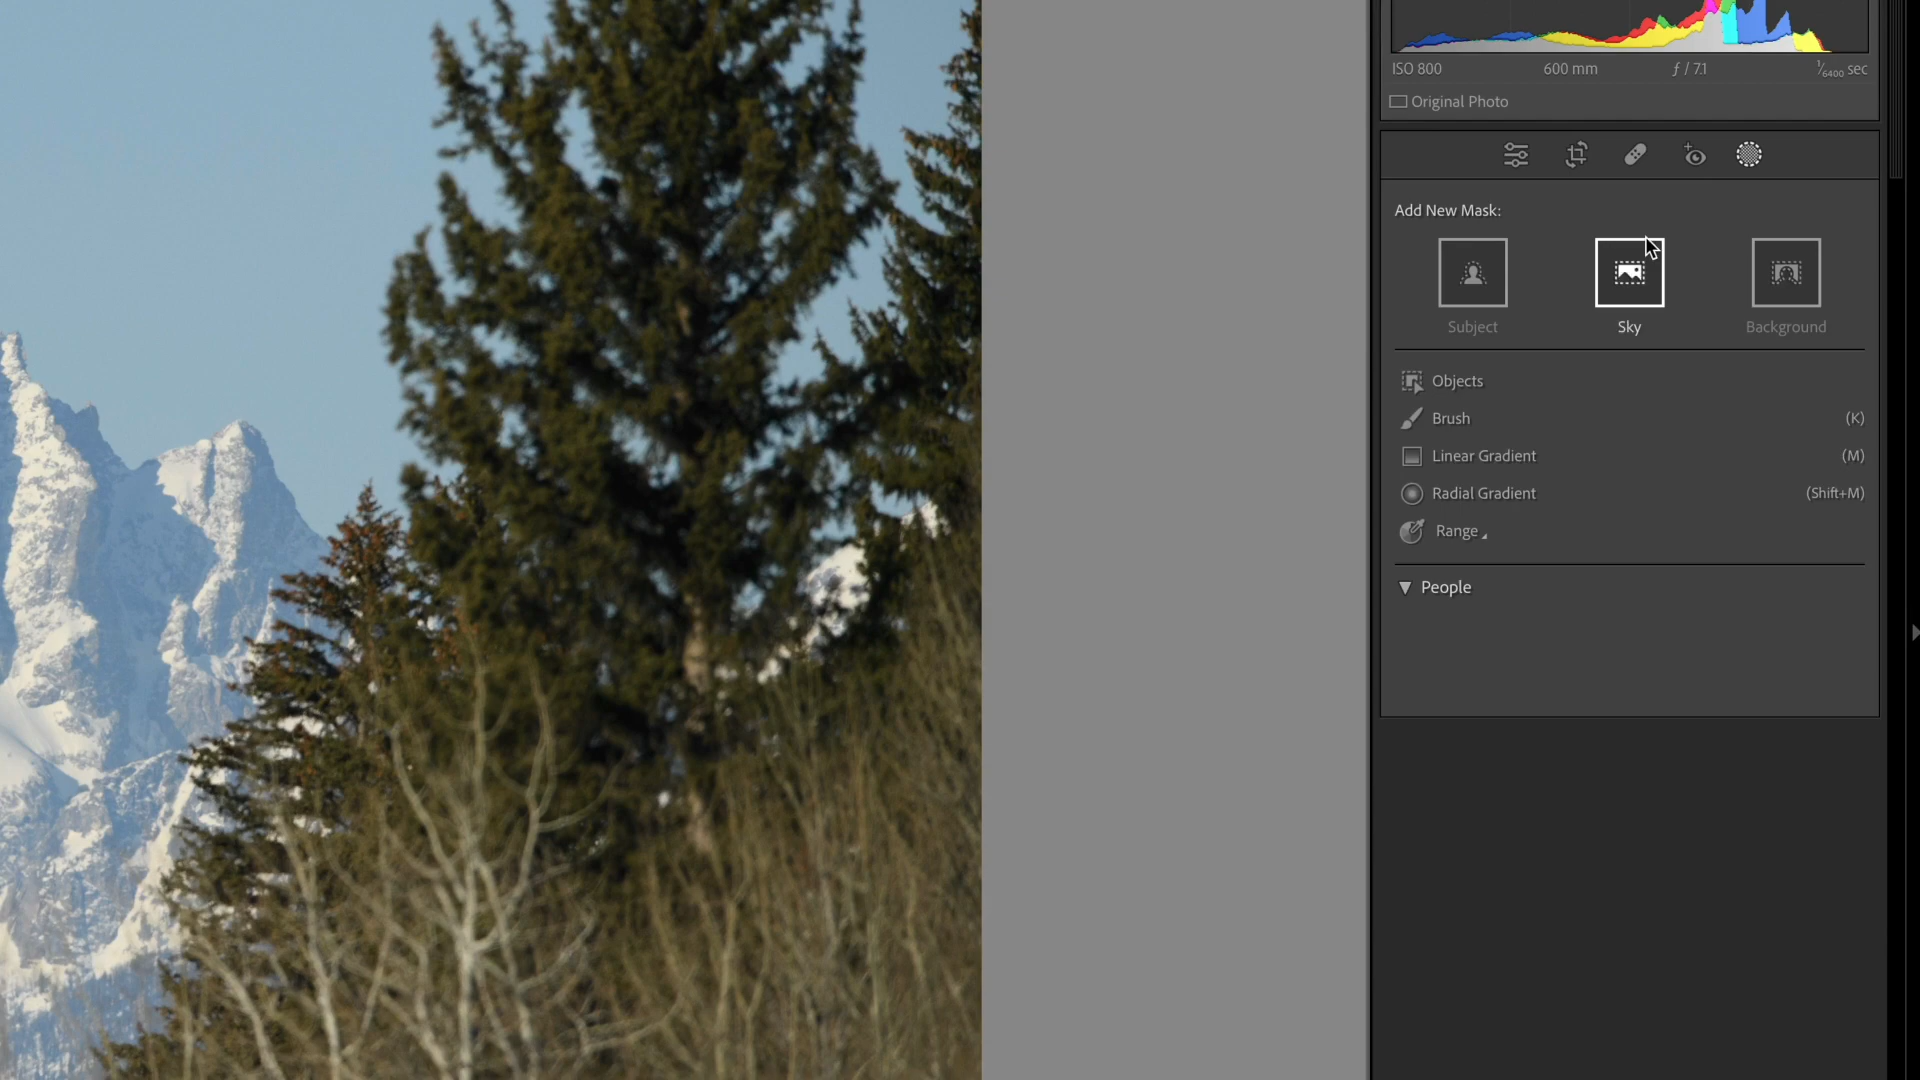 ISO 800 600 mm ƒ / 7.1 1/6400 sec
Original Photo
Add New Mask:
Subject Sky Background
Objects
Brush (K)
Linear Gradient (M)
Radial Gradient (Shift+M)
Range
People